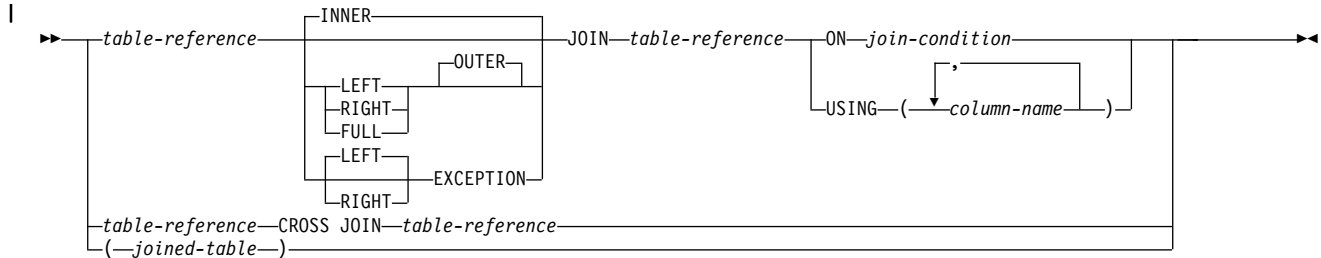 INNER
table-reference JOIN table-reference ON join-condition
OUTER ,
LEFT
USING ( column-name )
RIGHT
FULL
LEFT
EXCEPTION
RIGHT
table-reference CROSS JOIN table-reference
( joined-table )